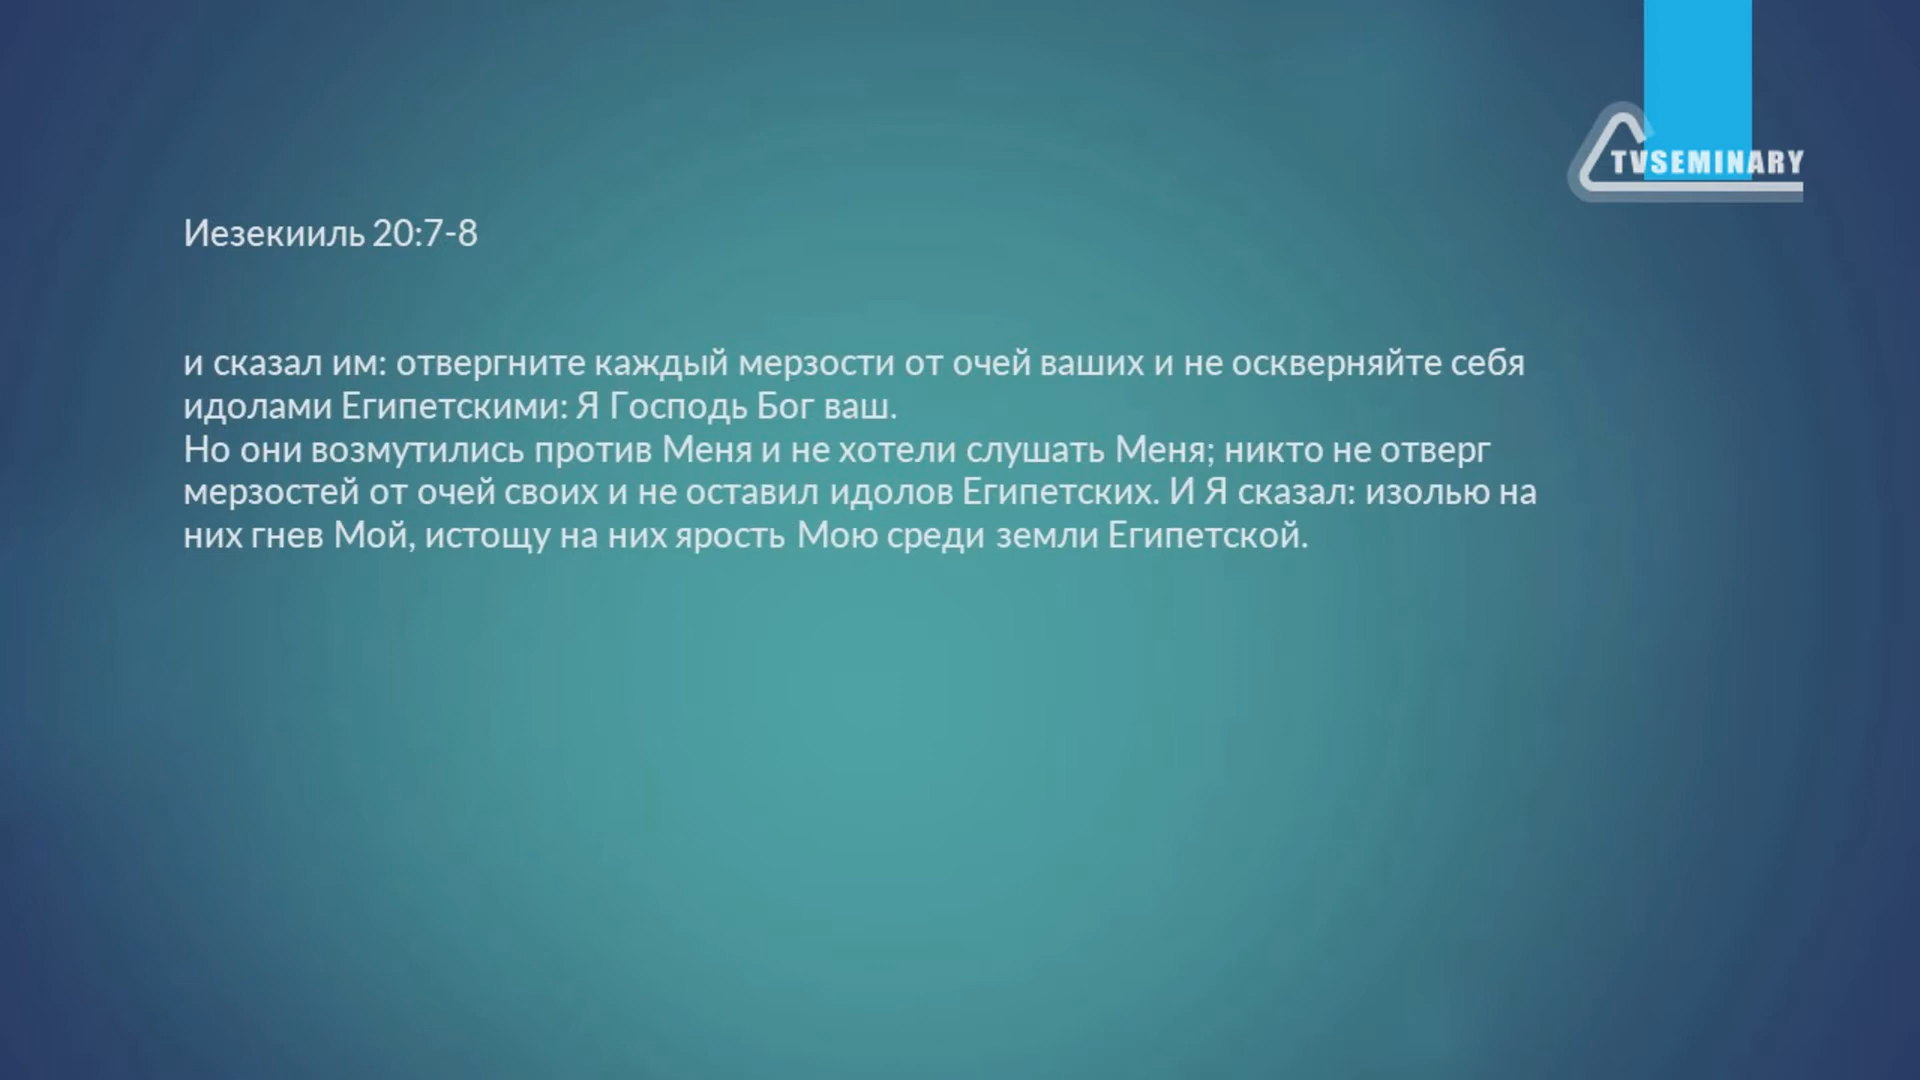 TVSEMINARY
Иезекииль 20:7-8
и сказал им: отвергните каждый мерзости от очей ваших и не оскверняйте себя
идолами Египетскими: Я Господь Бог ваш.
Но они возмутились против Меня и не хотели слушать Меня; никто не отверг
мерзостей от очей своих и не оставил идолов Египетских. И Я сказал: изолью на
них гнев Мой, истощу на них ярость Мою среди земли Египетской.